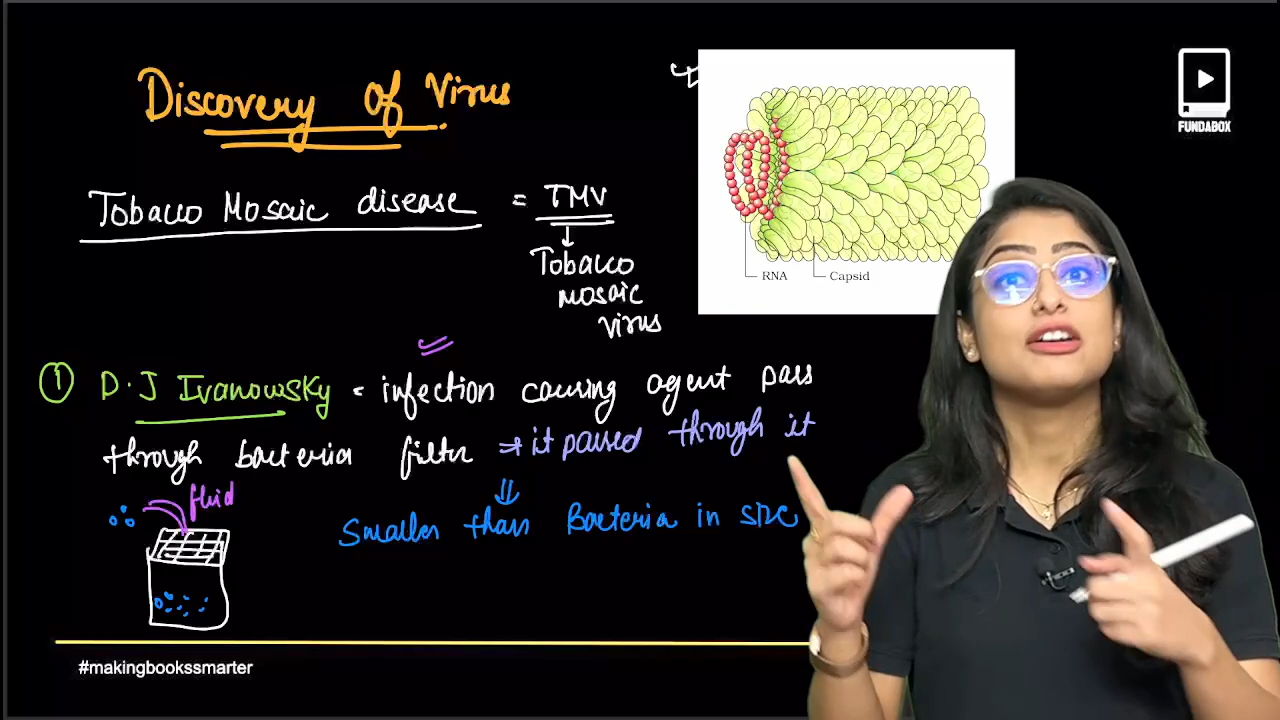 Discovery of Virus
FUNDABOX
Tobacco Mosaic disease = TMV
Tobacco
mosaic
virus
RNA
Capsid
① D.J Ivanowsky = infection causing agent pass
through bacteria filter → it passed through it
fluid
Smaller than Bacteria in size
#makingbookssmarter